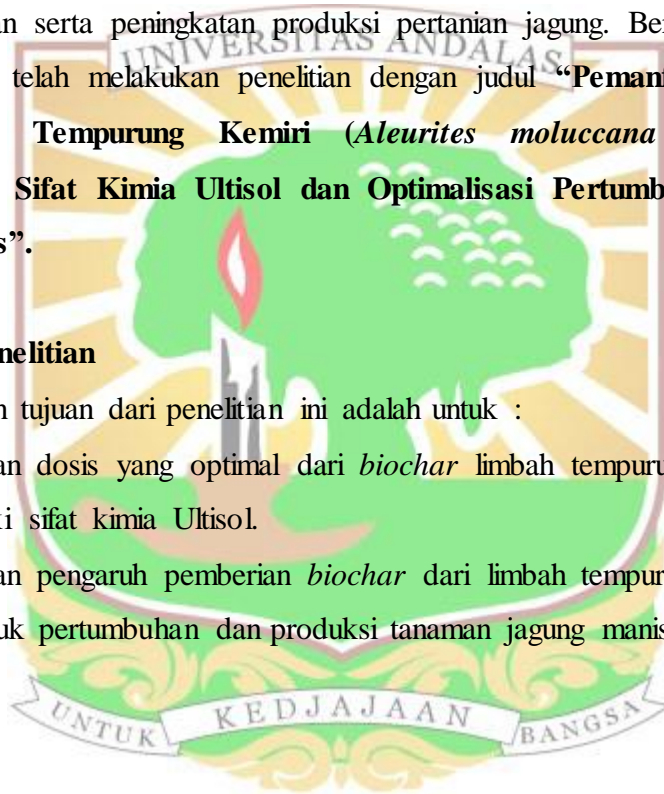 an serta peningkatan produksi pertanian jagung. Ber
UNIVERSITAS ANDALAS
telah melakukan penelitian dengan judul “Peman
Tempurung Kemiri (Aleurites moluccana
Sifat Kimia Ultisol dan Optimalisasi Pertumb
s”.
nelitian
n tujuan dari penelitian ini adalah untuk :
an dosis yang optimal dari biochar limbah tempuru
ki sifat kimia Ultisol.
an pengaruh pemberian biochar dari limbah tempur
uk pertumbuhan dan produksi tanaman jagung manis
UNTUK KEDJAJAAN BANGSA